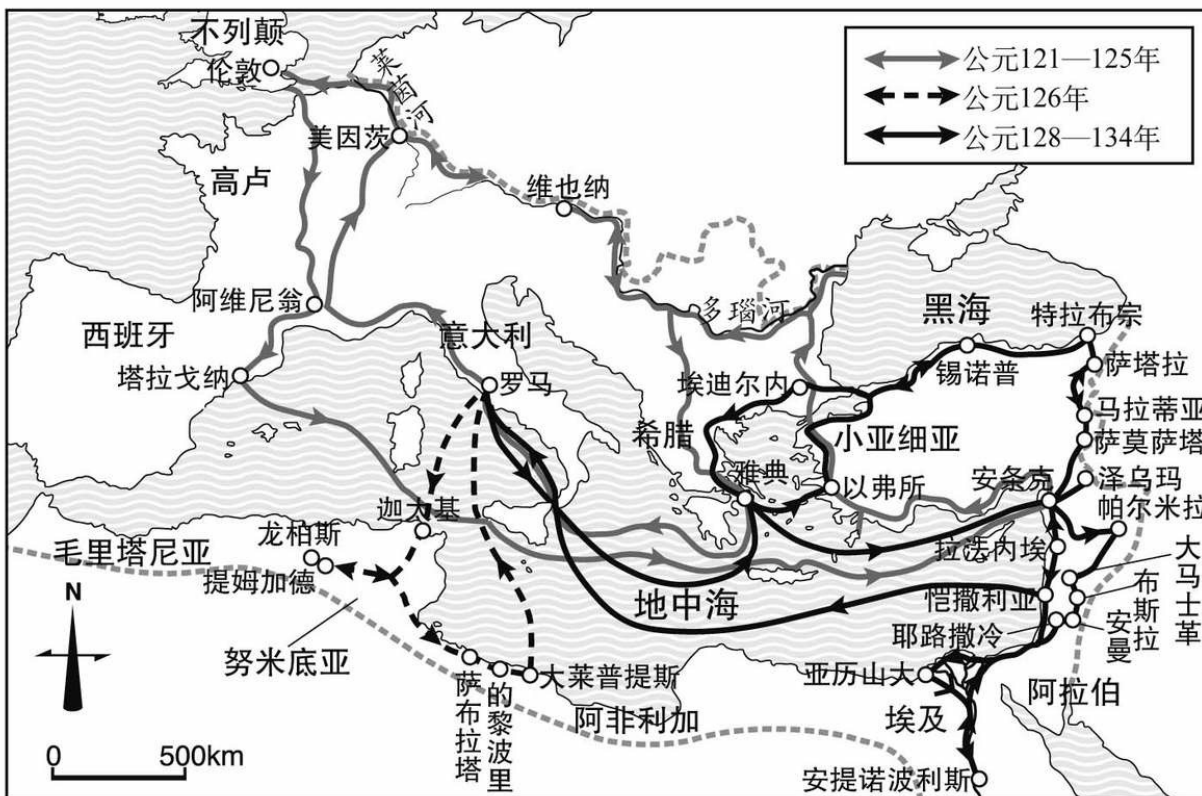 不列颠
伦敦
莱茵河
公元121—125年
公元126年
公元128—134年
美因茨
高卢
维也纳
阿维尼翁
多瑙河
黑海
特拉布宗
西班牙
意大利
塔拉戈纳
罗马
埃迪尔内
锡诺普
萨塔拉
希腊
小亚细亚
马拉蒂亚
萨莫萨塔
雅典
以弗所
安条克
泽乌玛
迦太基
帕尔米拉
龙柏斯
毛里塔尼亚
提姆加德
拉法内埃
大马士革
地中海
恺撒利亚
布斯拉
N
耶路撒冷
安曼
努米底亚
大莱普提斯
亚历山大
阿拉伯
萨布拉塔
的黎波里
阿非利加
埃及
0 500km
安提诺波利斯